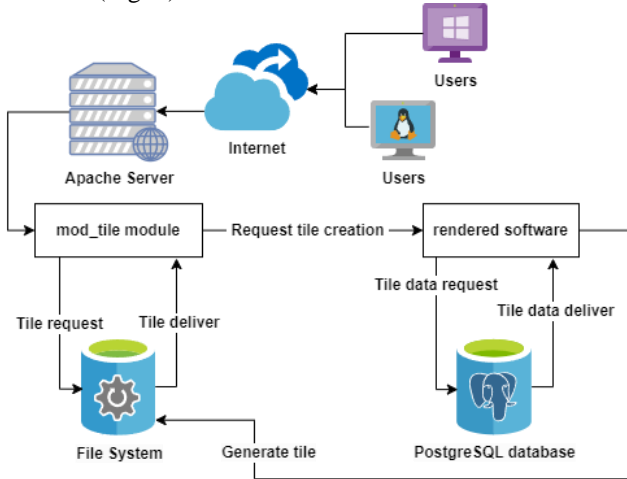 Users
Internet
Users
Apache Server
mod_tile module
Request tile creation
rendered software
Tile data request
Tile data deliver
Tile request
Tile deliver
File System
Generate tile
PostgreSQL database